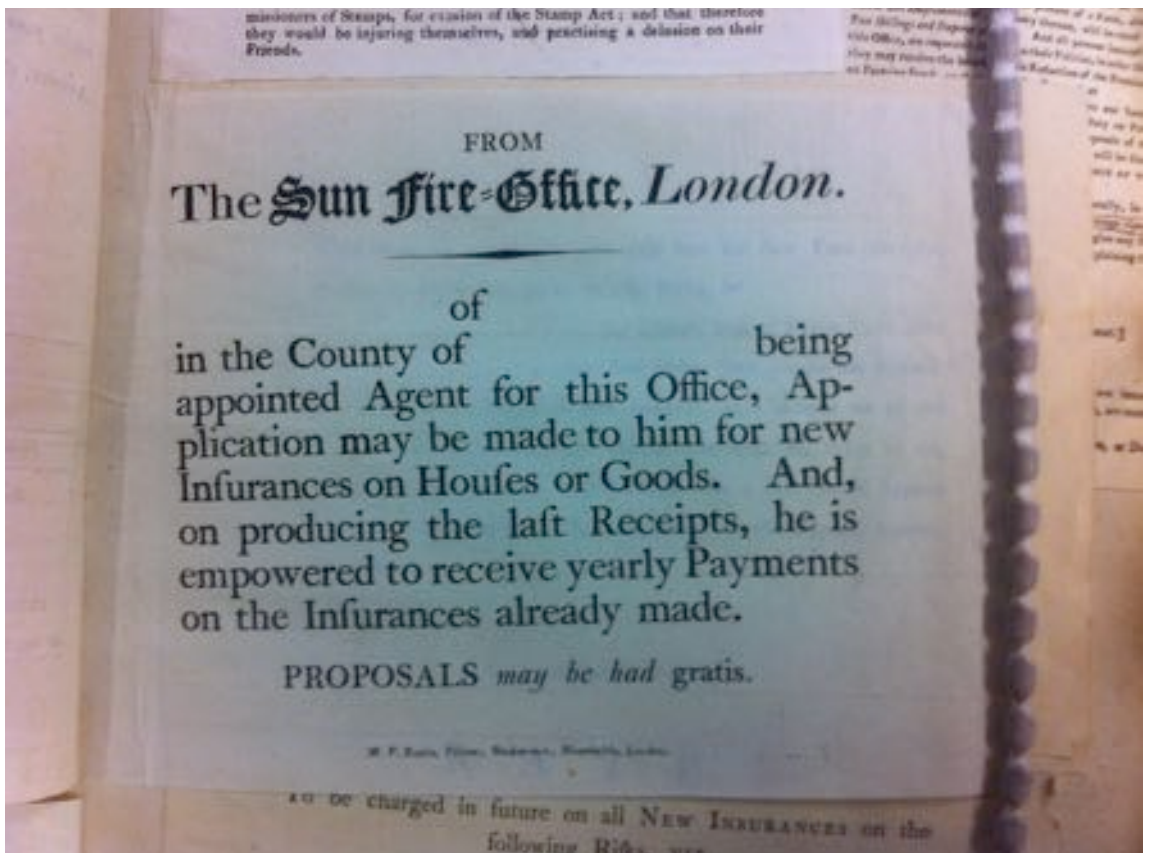 missioners of Stamps, for evasion of the Stamp Act; and that therefore
they would be injuring themselves, and practising a delusion on their
Friends.
FROM
The Sun Fire-Office, London.
of
in the County of being
appointed Agent for this Office, Ap-
plication may be made to him for new
Inſurances on Houſes or Goods. And,
on producing the laſt Receipts, he is
empowered to receive yearly Payments
on the Inſurances already made.
PROPOSALS may be had gratis.
To be charged in future on all NEW INSURANCES on the
following